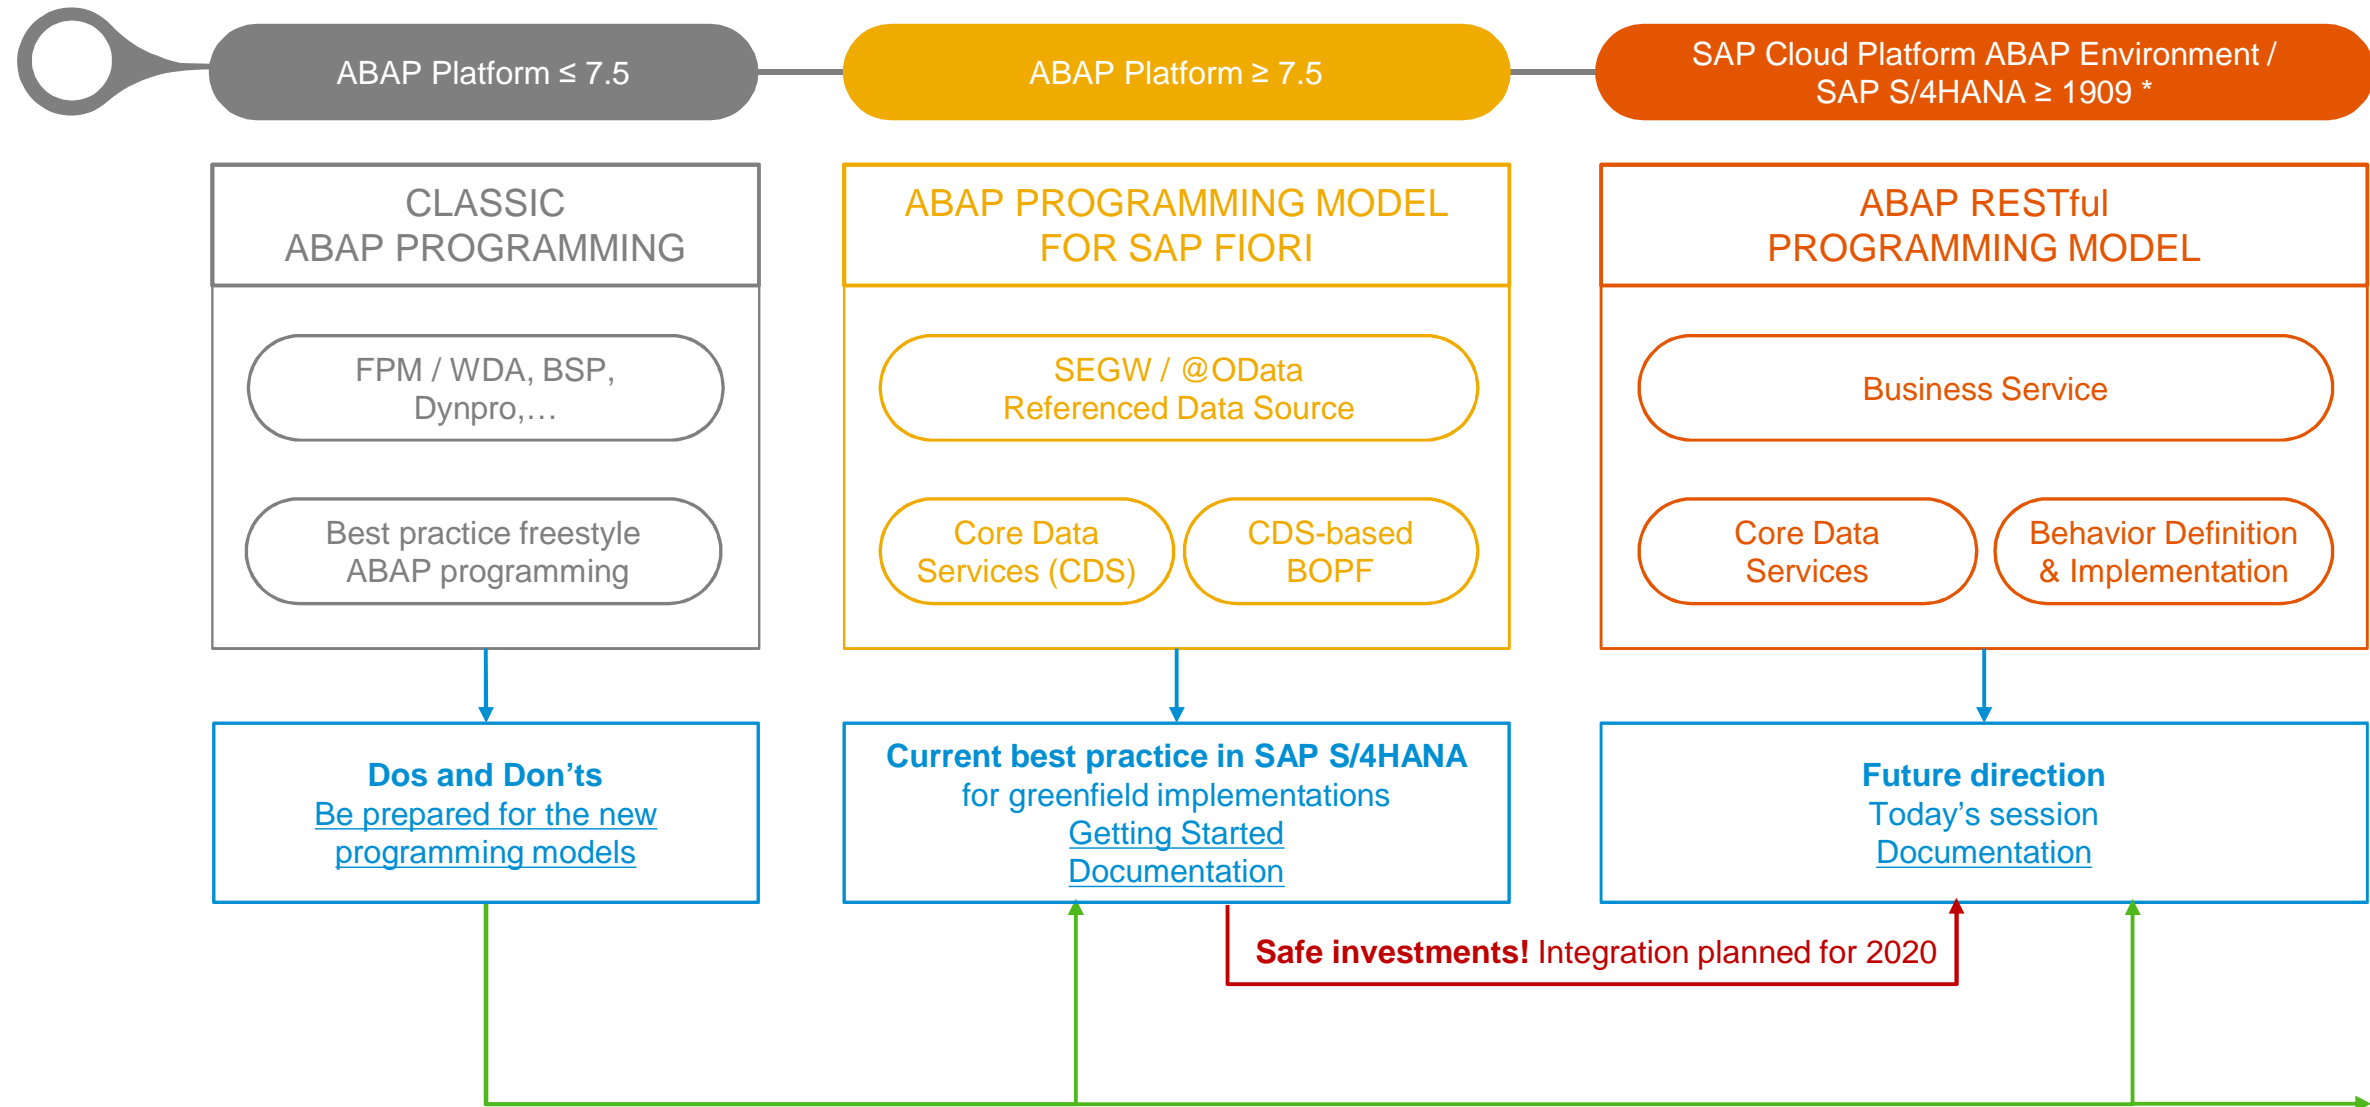 ABAP Platform ≤ 7.5
ABAP Platform ≥ 7.5
SAP Cloud Platform ABAP Environment /
SAP S/4HANA ≥ 1909 *
CLASSIC
ABAP PROGRAMMING
FPM / WDA, BSP,
Dynpro,…
Best practice freestyle
ABAP programming
Dos and Don’ts
Be prepared for the new
programming models
ABAP PROGRAMMING MODEL
FOR SAP FIORI
SEGW / @OData
Referenced Data Source
Core Data
Services (CDS)
CDS-based
BOPF
Current best practice in SAP S/4HANA
for greenfield implementations
Getting Started
Documentation
ABAP RESTful
PROGRAMMING MODEL
Business Service
Core Data
Services
Behavior Definition
& Implementation
Future direction
Today’s session
Documentation
Safe investments! Integration planned for 2020